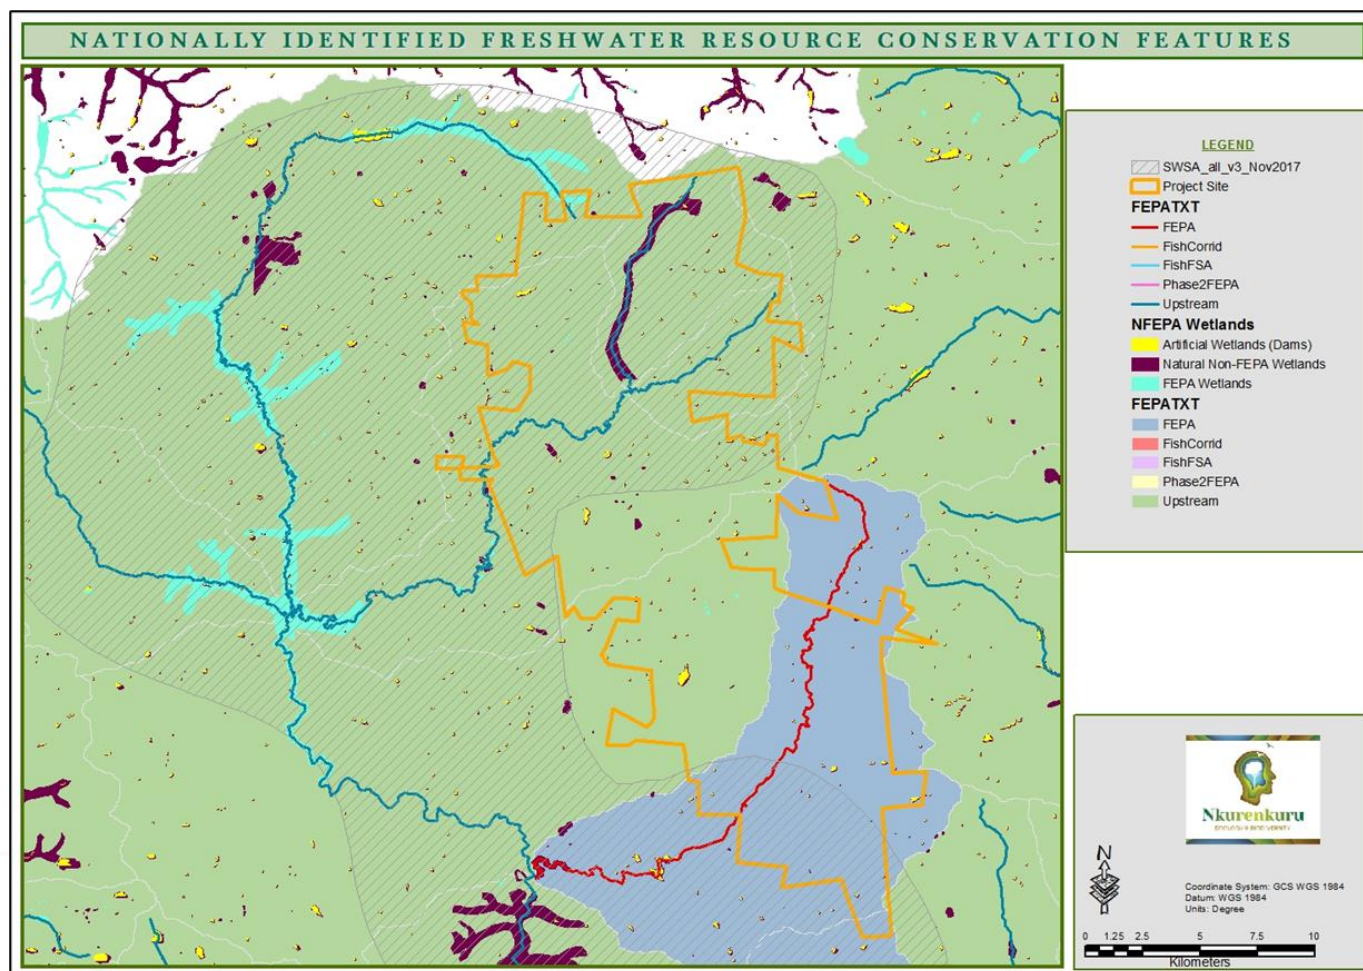 NATIONALLY IDENTIFIED FRESHWATER RESOURCE CONSERVATION FEATURES
LEGEND
SWSA_all_v3_Nov2017
Project Site
FEPATXT
FEPA
FishCorrid
FishFSA
Phase2FEPA
Upstream
NFEPA Wetlands
Artificial Wetlands (Dams)
Natural Non-FEPA Wetlands
FEPA Wetlands
FEPATXT
FEPA
FishCorrid
FishFSA
Phase2FEPA
Upstream
Nkurenkuru
ECOLOGY & BIODIVERSITY
N
Coordinate System: GCS WGS 1984
Datum: WGS 1984
Units: Degree
0 1.25 2.5 5 7.5 10
Kilometers